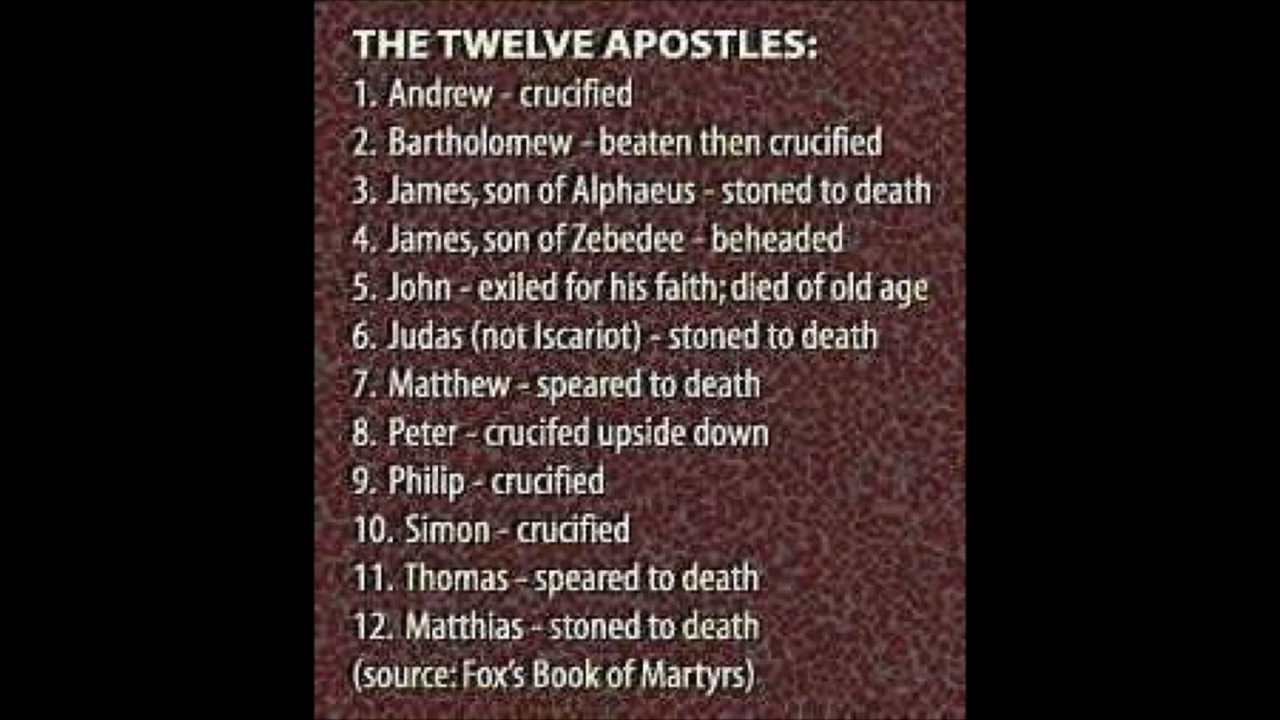 THE TWELVE APOSTLES:
1. Andrew - crucified
2. Bartholomew - beaten then crucified
3. James, son of Alphaeus - stoned to death
4. James, son of Zebedee - beheaded
5. John - exiled for his faith; died of old age
6. Judas (not Iscariot) - stoned to death
7. Matthew - speared to death
8. Peter - crucifed upside down
9. Philip - crucified
10. Simon - crucified
11. Thomas - speared to death
12. Matthias - stoned to death
(source: Fox's Book of Martyrs)